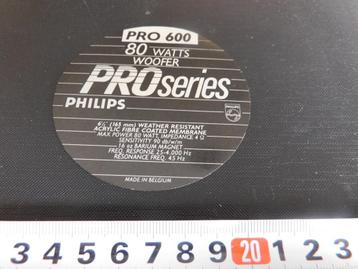 PRO 600
80 WATTS
WOOFER
PROseries
PHILIPS
6½" (165 mm) WEATHER RESISTANT
ACRYLIC FIBRE COATED MEMBRANE
MAX POWER 80 WATT, IMPEDANCE 4 Ω
SENSITIVITY 90 db/w/m
16 oz BARIUM MAGNET
FREQ. RESPONSE 25-4.000 Hz
RESONANCE FREQ. 45 Hz
MADE IN BELGIUM
3 4 5 6 7 8 9 20 1 2 3